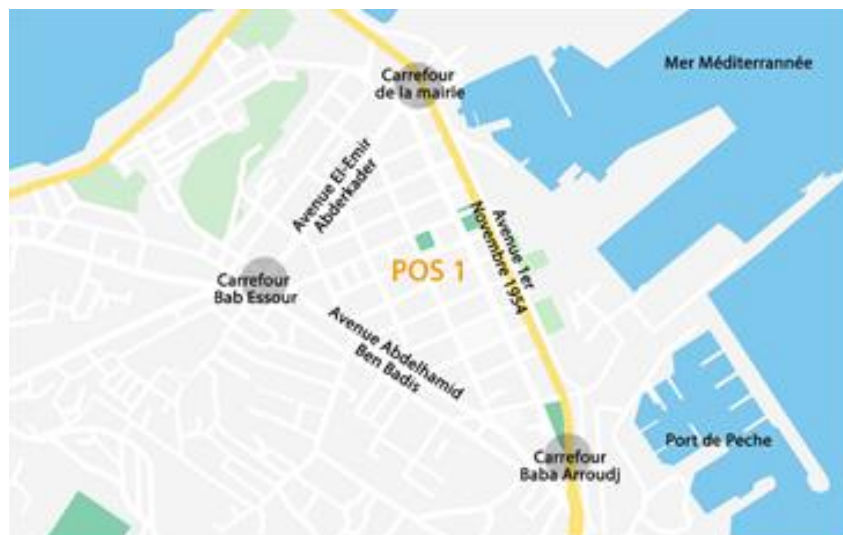 Carrefour
de la mairie
Mer Méditerrannée
Avenue El-Emir
Abderkader
Avenue 1er
Novembre 1954
POS 1
Carrefour
Bab Essour
Avenue Abdelhamid
Ben Badis
Port de Peche
Carrefour
Baba Arroudj